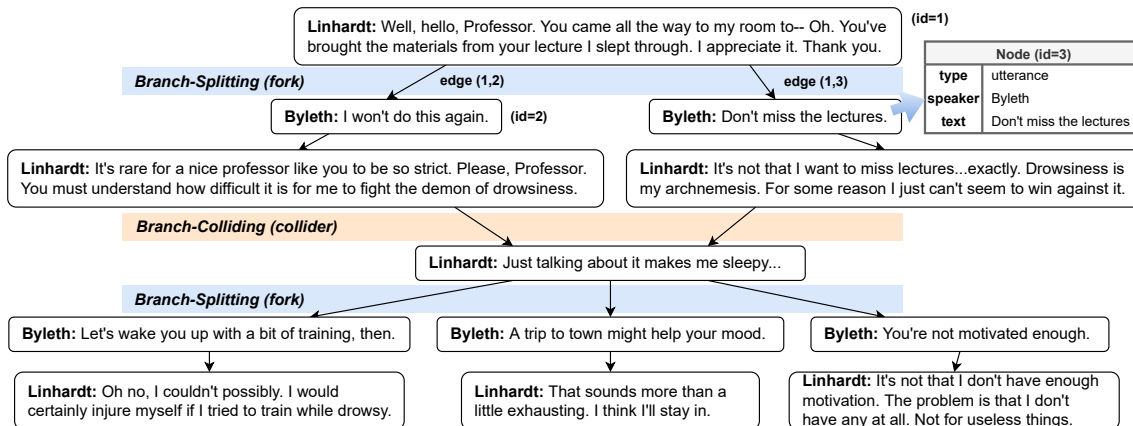 Linhardt: Well, hello, Professor. You came all the way to my room to-- Oh. You've
brought the materials from your lecture I slept through. I appreciate it. Thank you.
(id=1)
Branch-Splitting (fork)
edge (1,2)
edge (1,3)
Node (id=3)
type utterance
speaker Byleth
text Don't miss the lectures
Byleth: I won't do this again.
(id=2)
Byleth: Don't miss the lectures.
Linhardt: It's rare for a nice professor like you to be so strict. Please, Professor.
You must understand how difficult it is for me to fight the demon of drowsiness.
Linhardt: It's not that I want to miss lectures...exactly. Drowsiness is
my archnemesis. For some reason I just can't seem to win against it.
Branch-Colliding (collider)
Linhardt: Just talking about it makes me sleepy...
Branch-Splitting (fork)
Byleth: Let's wake you up with a bit of training, then.
Byleth: A trip to town might help your mood.
Byleth: You're not motivated enough.
Linhardt: Oh no, I couldn't possibly. I would
certainly injure myself if I tried to train while drowsy.
Linhardt: That sounds more than a
little exhausting. I think I'll stay in.
Linhardt: It's not that I don't have enough
motivation. The problem is that I don't
have any at all. Not for useless things.